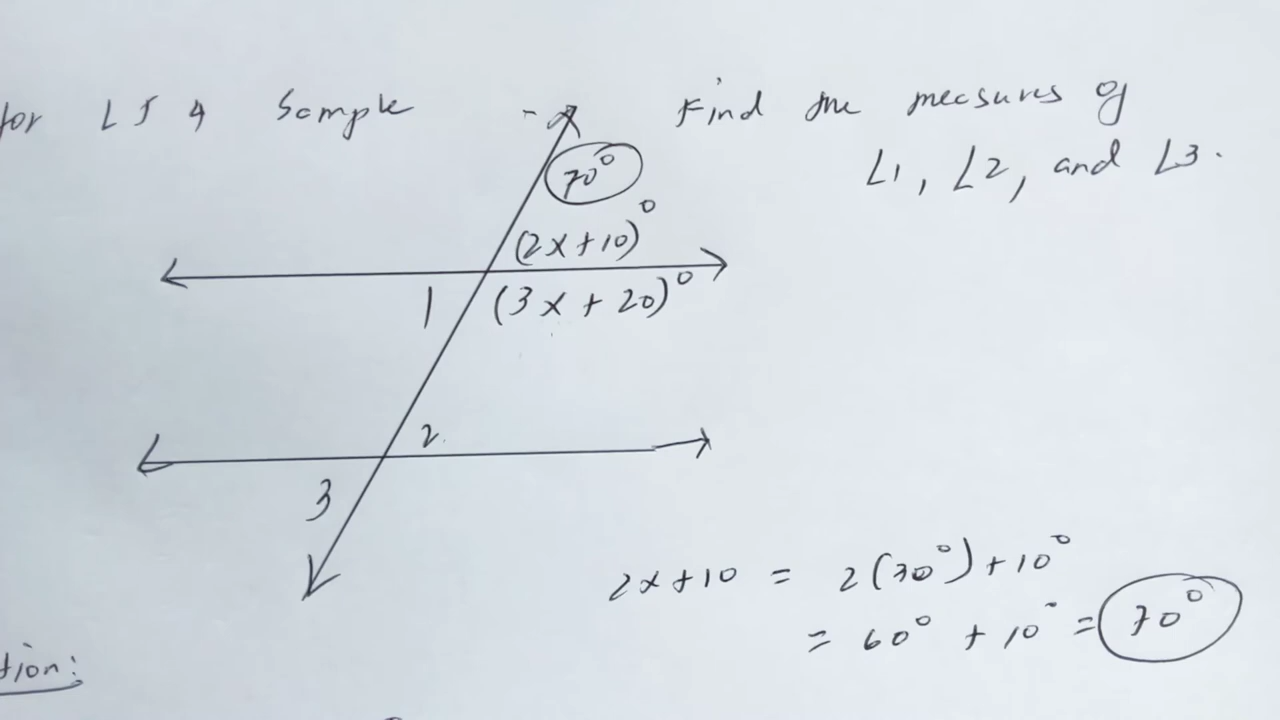 for LS 4 Sample
Find the measures of
∠1, ∠2, and ∠3.
70°
(2x+10)°
1 (3x + 20)°
2
3
2x+10 = 2(30°)+10°
= 60° + 10° = 70°
tion: